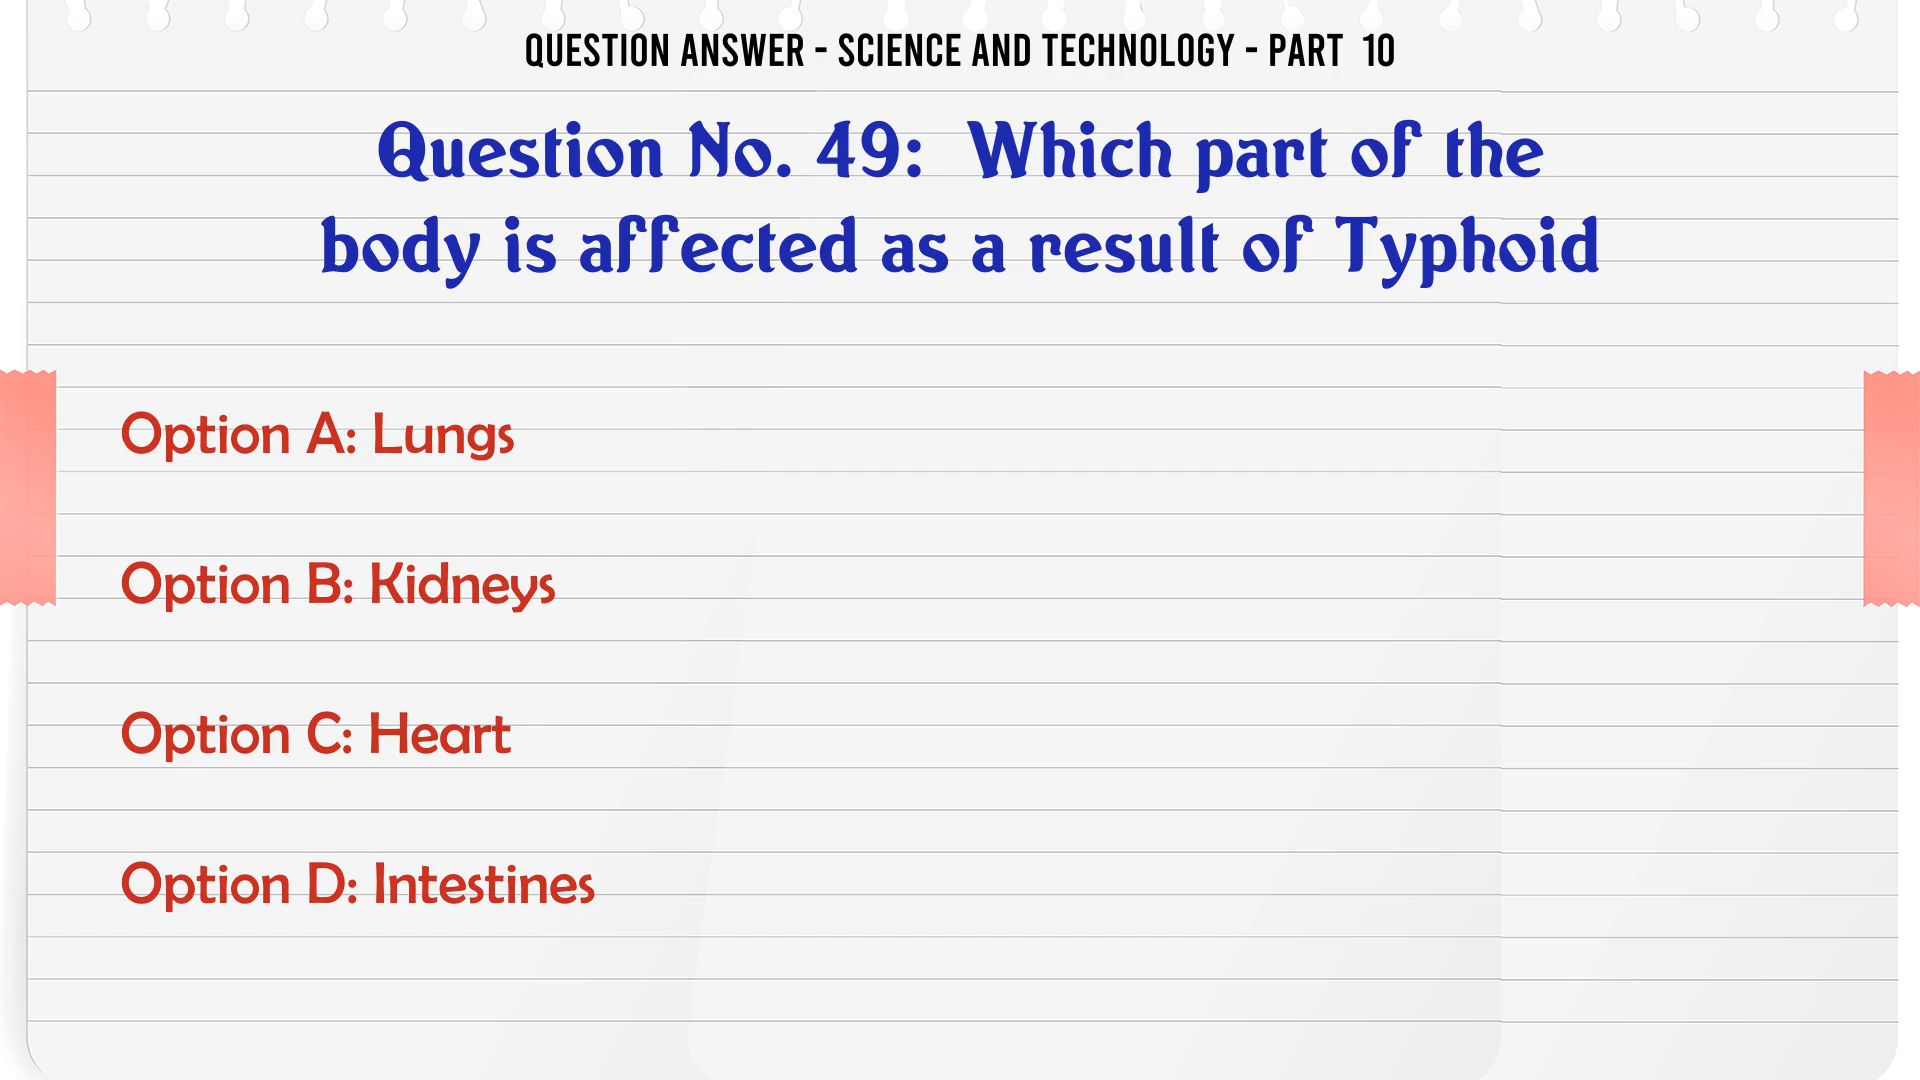 QUESTION ANSWER - SCIENCE AND TECHNOLOGY - PART 10
Question No. 49: Which part of the
body is affected as a result of Typhoid
Option A: Lungs
Option B: Kidneys
Option C: Heart
Option D: Intestines